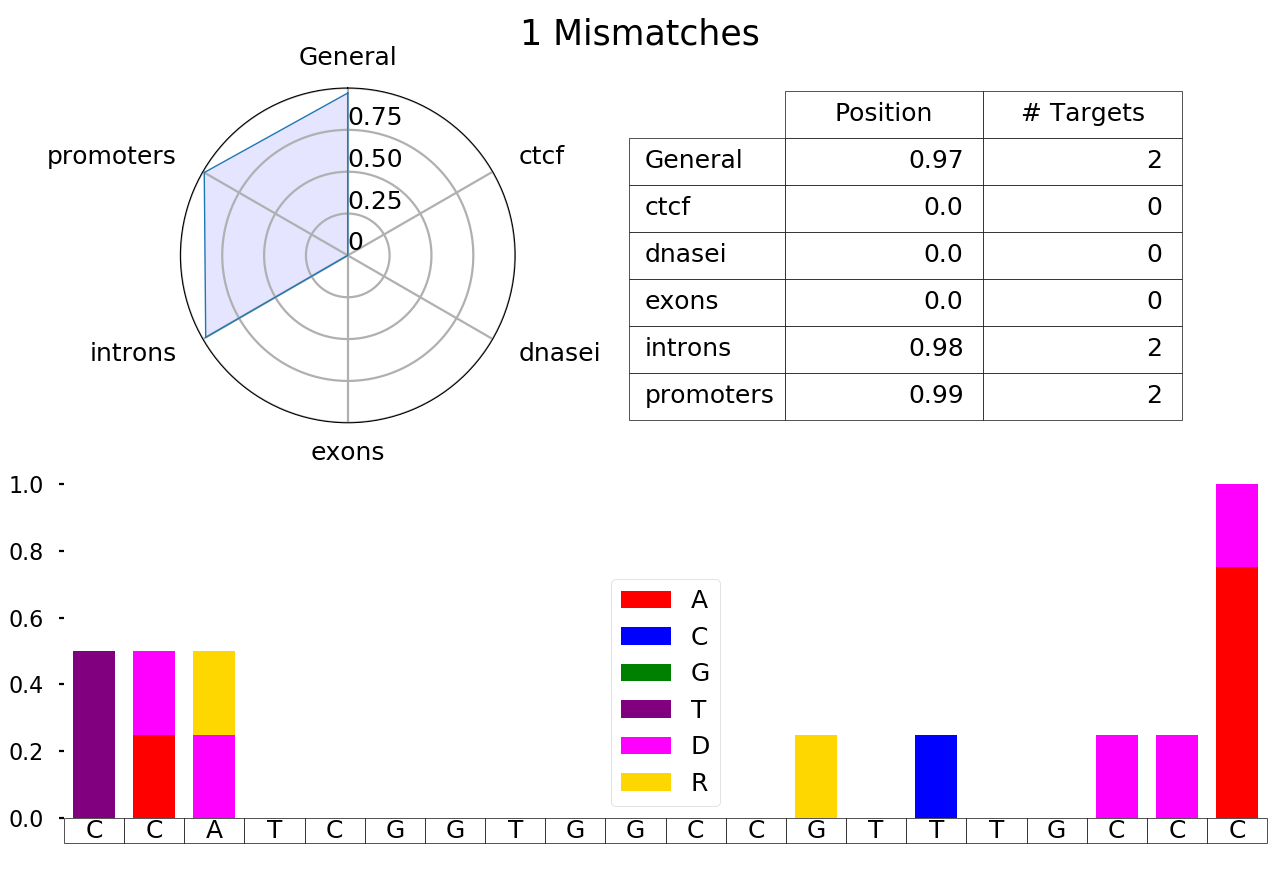 1 Mismatches
General
promoters
ctcf
introns
dnasei
exons
0.75
0.50
0.25
0
Position # Targets
General 0.97 2
ctcf 0.0 0
dnasei 0.0 0
exons 0.0 0
introns 0.98 2
promoters 0.99 2
1.0
0.8
0.6
0.4
0.2
0.0
A
C
G
T
D
R
C C A T C G G T G G C C G T T T G C C C